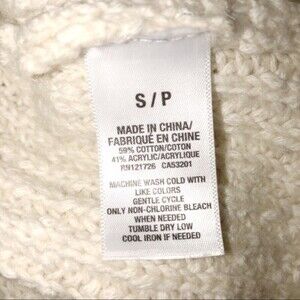 S/P
MADE IN CHINA/
FABRIQUÉ EN CHINE
59% COTTON/COTON
41% ACRYLIC/ACRYLIQUE
RN121726 CA53201
MACHINE WASH COLD WITH
LIKE COLORS
GENTLE CYCLE
ONLY NON-CHLORINE BLEACH
WHEN NEEDED
TUMBLE DRY LOW
COOL IRON IF NEEDED